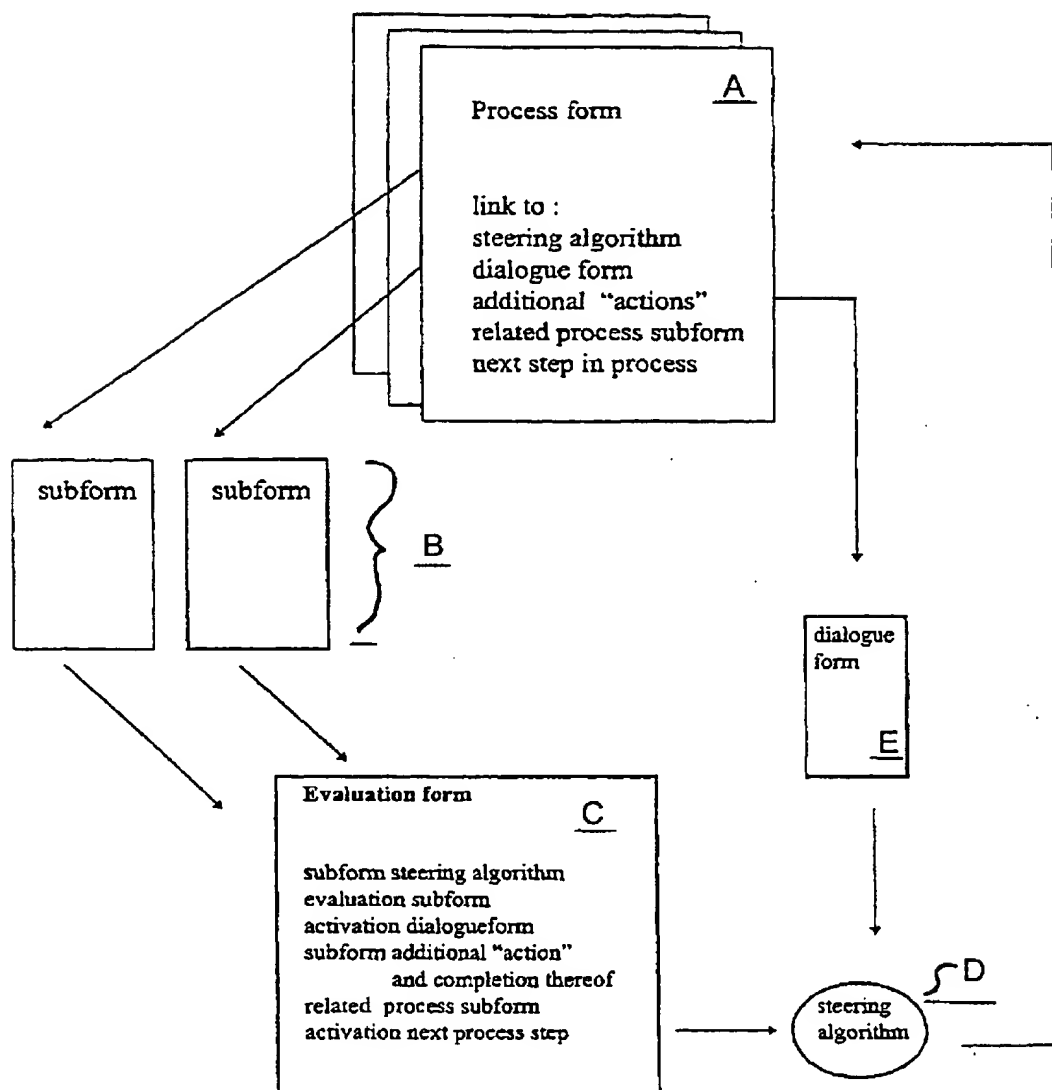 A
Process form
link to :
steering algorithm
dialogue form
additional "actions"
related process subform
next step in process
subform
subform
B
dialogue
form
E
Evaluation form
C
subform steering algorithm
evaluation subform
activation dialogueform
subform additional "action"
and completion thereof
related process subform
activation next process step
D
steering
algorithm